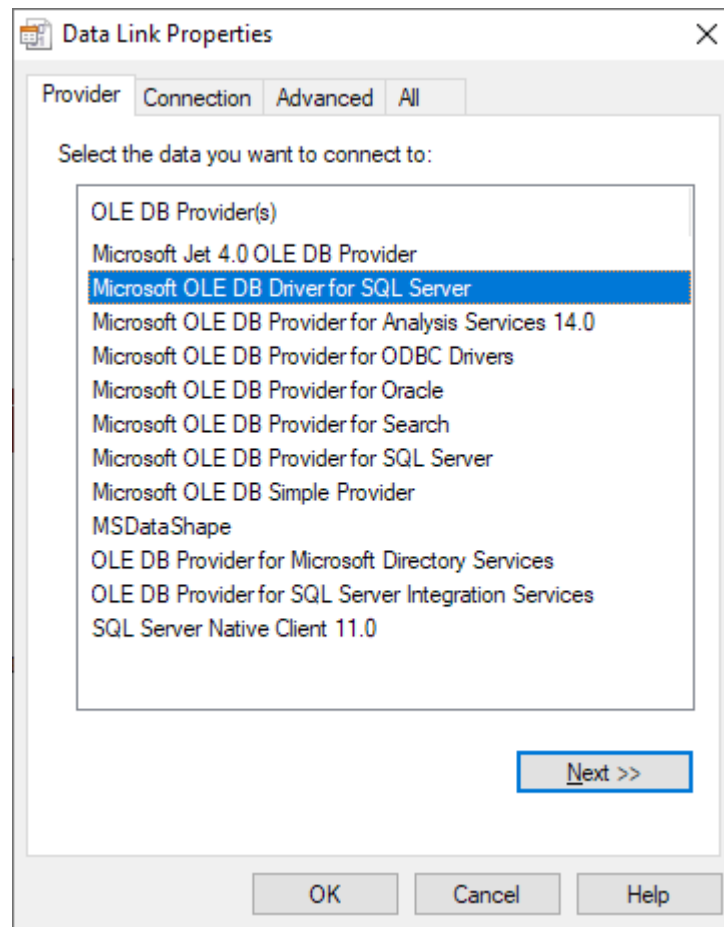 Data Link Properties
Provider Connection Advanced All
Select the data you want to connect to:
OLE DB Provider(s)
Microsoft Jet 4.0 OLE DB Provider
Microsoft OLE DB Driver for SQL Server
Microsoft OLE DB Provider for Analysis Services 14.0
Microsoft OLE DB Provider for ODBC Drivers
Microsoft OLE DB Provider for Oracle
Microsoft OLE DB Provider for Search
Microsoft OLE DB Provider for SQL Server
Microsoft OLE DB Simple Provider
MSDataShape
OLE DB Provider for Microsoft Directory Services
OLE DB Provider for SQL Server Integration Services
SQL Server Native Client 11.0
Next >>
OK Cancel Help